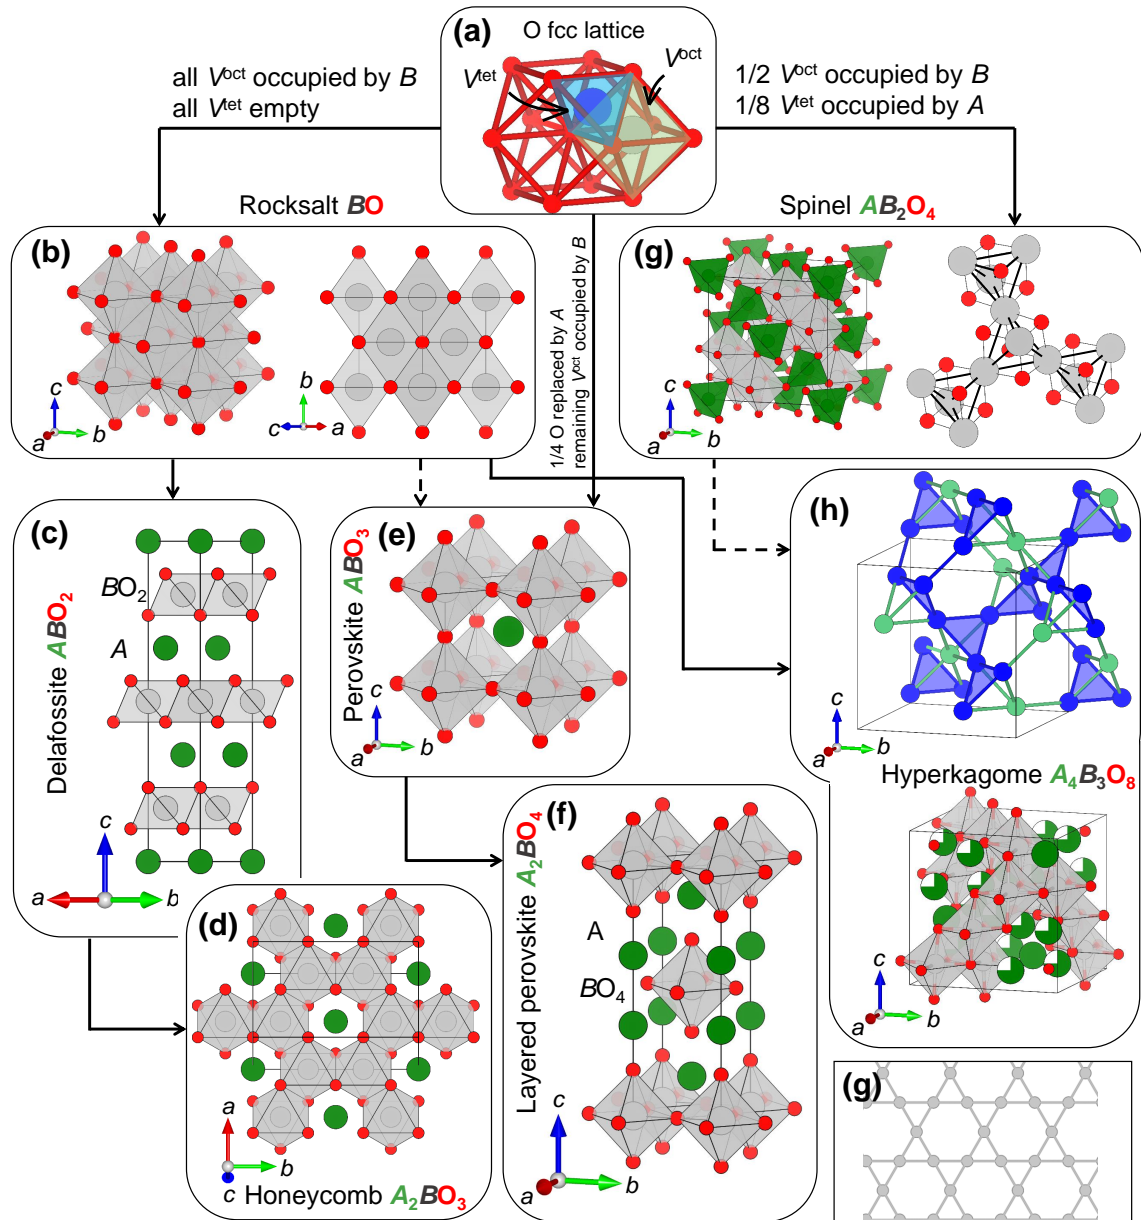 (a)
O fcc lattice
Vtet
Voct
all Voct occupied by B
all Vtet empty
1/2 Voct occupied by B
1/8 Vtet occupied by A
Rocksalt BO
Spinel AB2O4
1/4 O replaced by A
remaining Voct occupied by B
(b)
c
a
b
b
c
a
(g)
c
a
b
(c)
Delafossite ABO2
BO2
A
c
a
b
(e)
Perovskite ABO3
c
a
b
(h)
c
a
b
Hyperkagome A4B3O8
c
a
b
(d)
a
b
c
Honeycomb A2BO3
(f)
Layered perovskite A2BO4
A
BO4
c
a
b
(g)